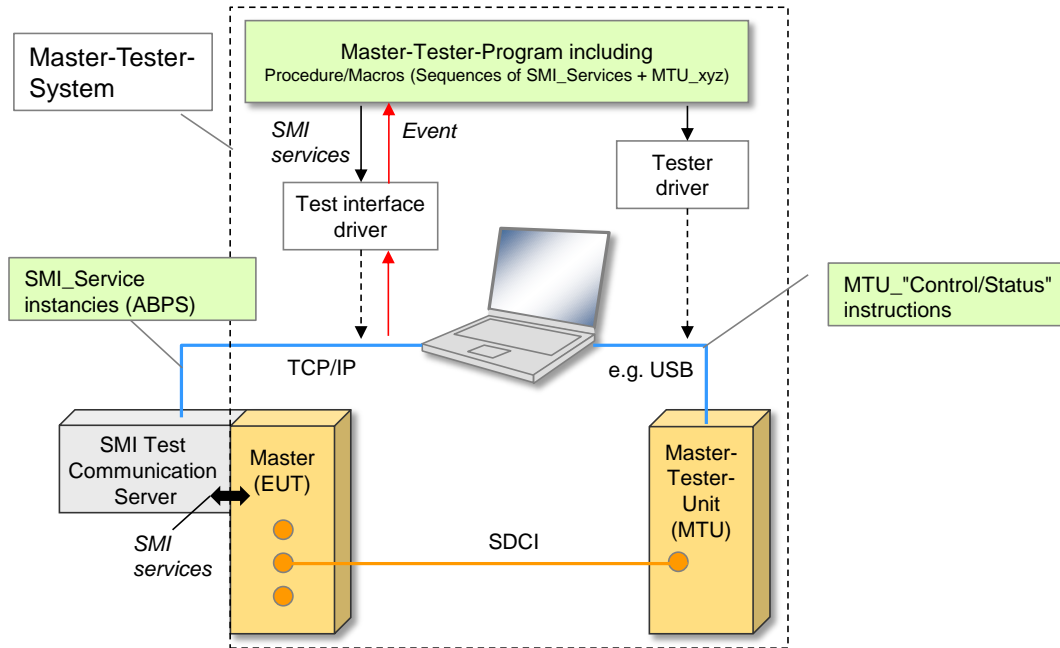 Master-Tester-
System
Master-Tester-Program including
Procedure/Macros (Sequences of SMI_Services + MTU_xyz)
SMI
services
Event
Tester
driver
Test interface
driver
SMI_Service
instancies (ABPS)
MTU_"Control/Status"
instructions
TCP/IP
e.g. USB
SMI Test
Communication
Server
Master
(EUT)
Master-
Tester-
Unit
(MTU)
SMI
services
SDCI